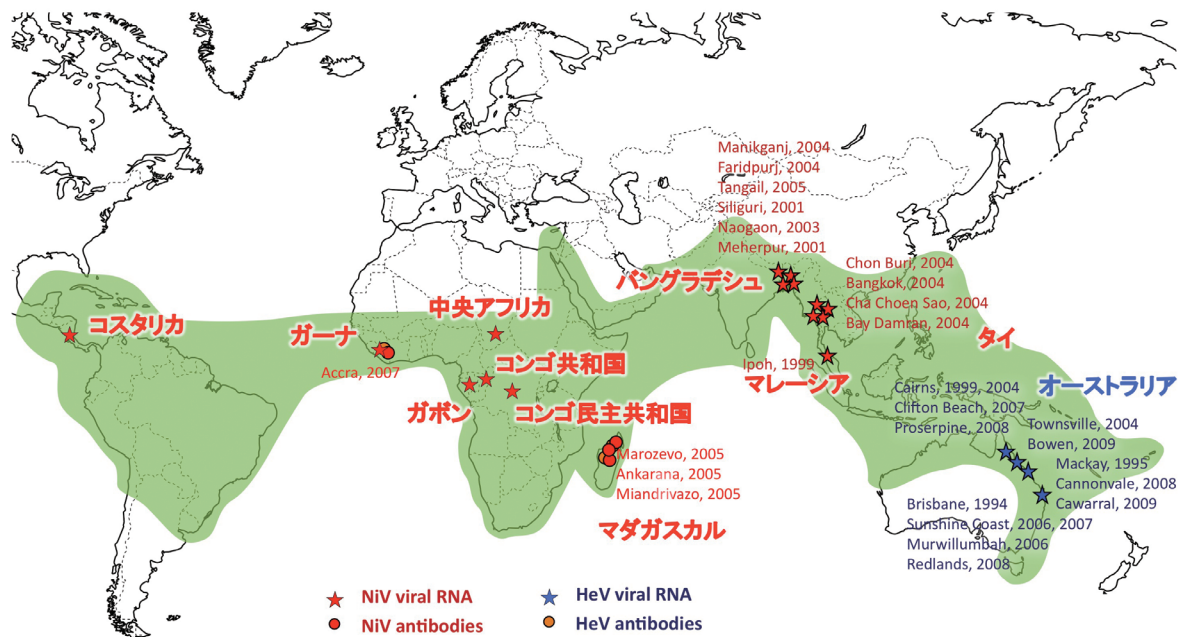 Manikganj, 2004
Faridpurj, 2004
Tangail, 2005
Siliguri, 2001
Naogaon, 2003
Meherpur, 2001
バングラデシュ
Chon Buri, 2004
Bangkok, 2004
Cha Choen Sao, 2004
Bay Damran, 2004
タイ
コスタリカ
ガーナ
Accra, 2007
中央アフリカ
コンゴ共和国
ガボン
コンゴ民主共和国
Ipoh, 1999
マレーシア
Marozevo, 2005
Ankarana, 2005
Miandrivazo, 2005
マダガスカル
オーストラリア
Cairns, 1999, 2004
Clifton Beach, 2007
Proserpine, 2008
Townsville, 2004
Bowen, 2009
Mackay, 1995
Cannonvale, 2008
Cawarral, 2009
Brisbane, 1994
Sunshine Coast, 2006, 2007
Murwillumbah, 2006
Redlands, 2008
NiV viral RNA
NiV antibodies
HeV viral RNA
HeV antibodies